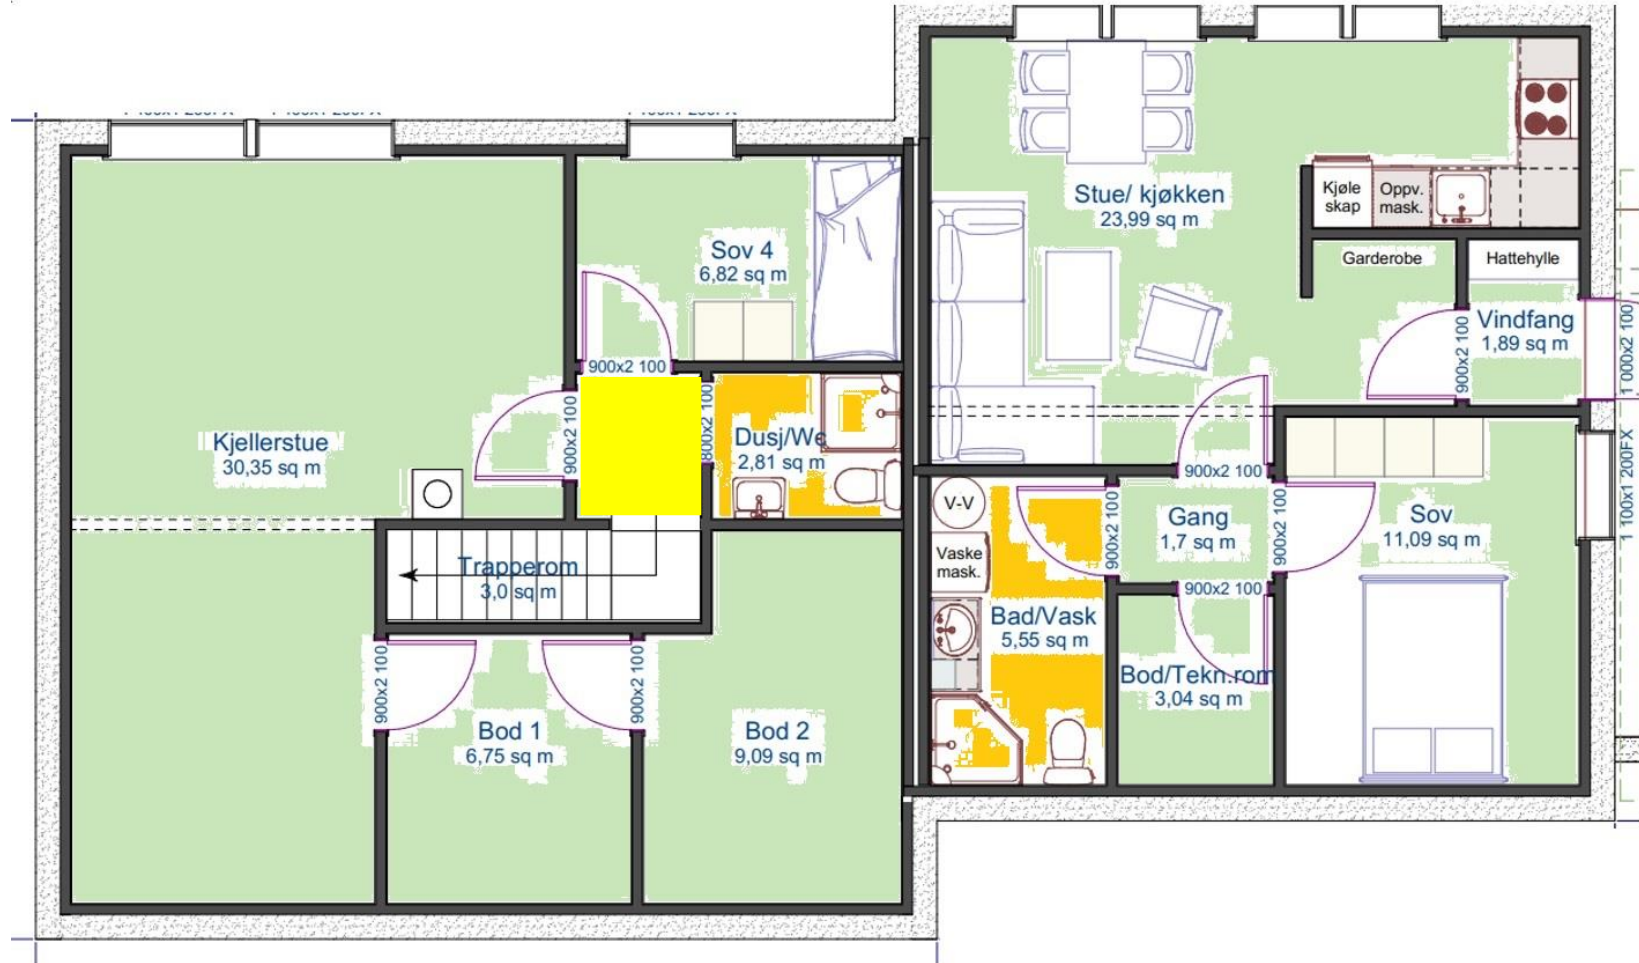 Stue/ kjøkken
23,99 sq m
Kjøle
skap
Oppv.
mask.
Garderobe
Hattehylle
Vindfang
1,89 sq m
900x2 100
1 000x2 100
Sov 4
6,82 sq m
900x2 100
Kjellerstue
30,35 sq m
900x2 100
800x2 100
Dusj/Wc
2,81 sq m
Trapperom
3,0 sq m
900x2 100
900x2 100
Bod 1
6,75 sq m
Bod 2
9,09 sq m
V-V
Vaske
mask.
Bad/Vask
5,55 sq m
900x2 100
900x2 100
Gang
1,7 sq m
900x2 100
900x2 100
Bod/Tekn.rom
3,04 sq m
Sov
11,09 sq m
1 100x1 200FX